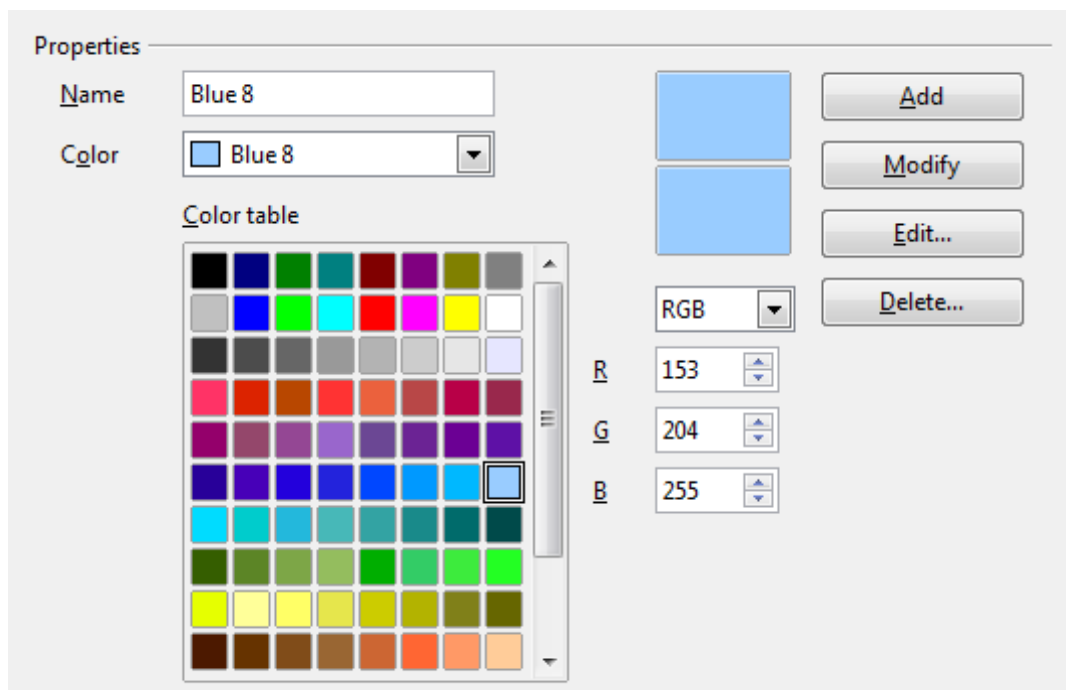 Properties
Name Blue 8
Color Blue 8
Color table
Add
Modify
Edit...
Delete...
RGB
R 153
G 204
B 255